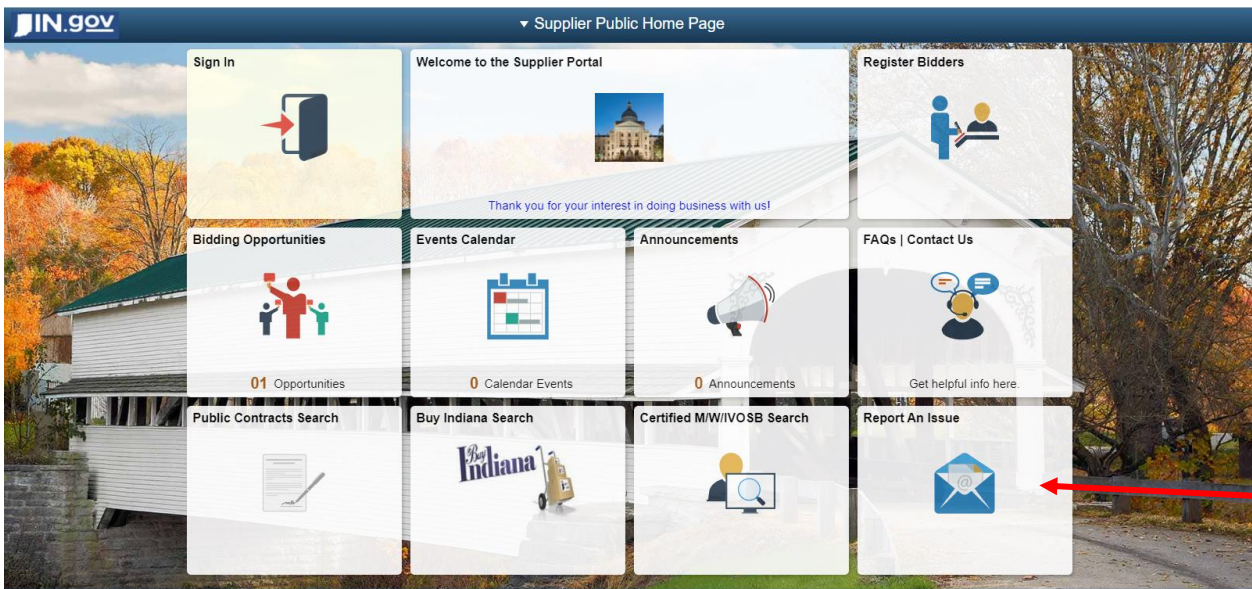 IN.gov
Supplier Public Home Page
Sign In
Welcome to the Supplier Portal
Thank you for your interest in doing business with us!
Register Bidders
Bidding Opportunities
01 Opportunities
Events Calendar
0 Calendar Events
Announcements
0 Announcements
FAQs | Contact Us
Get helpful info here.
Public Contracts Search
Buy Indiana Search
Buy
Indiana
Certified M/W/IVOSB Search
Report An Issue
@